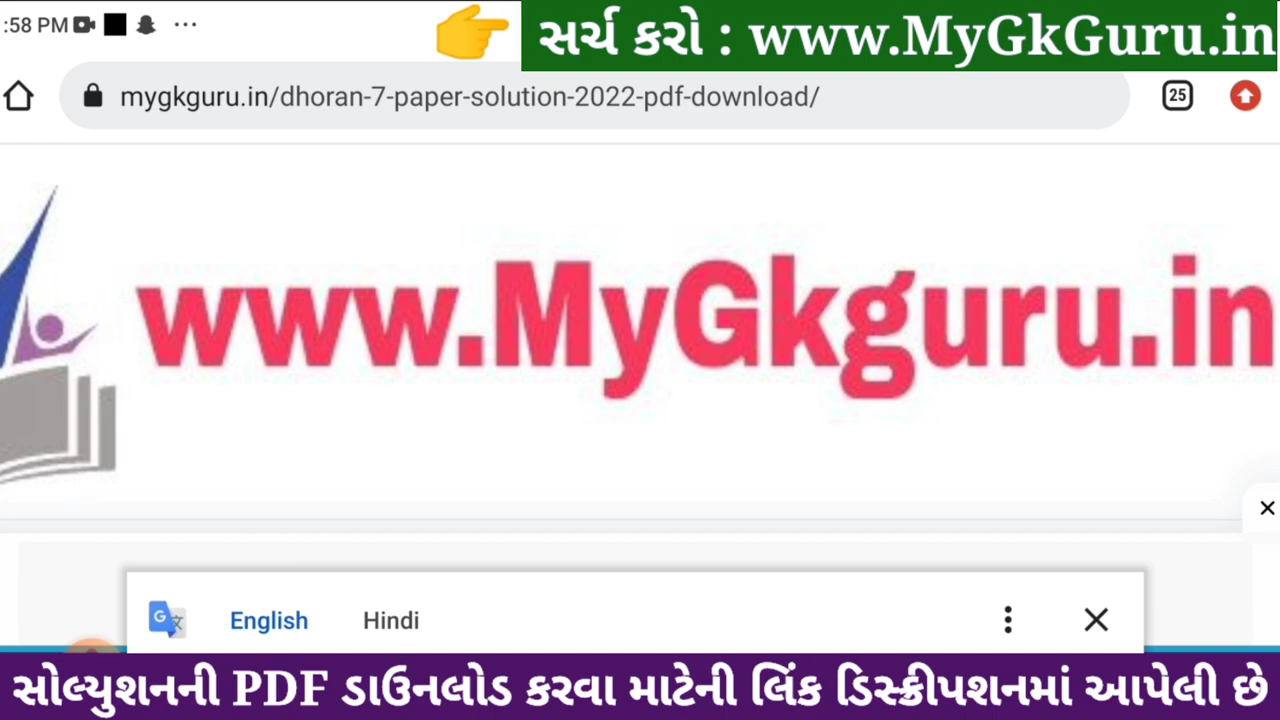 :58 PM ...
👉 સર્ચ કરો : www.MyGkGuru.in
mygkguru.in/dhoran-7-paper-solution-2022-pdf-download/
25
www.MyGkguru.in
English Hindi
સોલ્યુશનની PDF ડાઉનલોડ કરવા માટેની લિંક ડિસ્ક્રીપશનમાં આપેલી છે